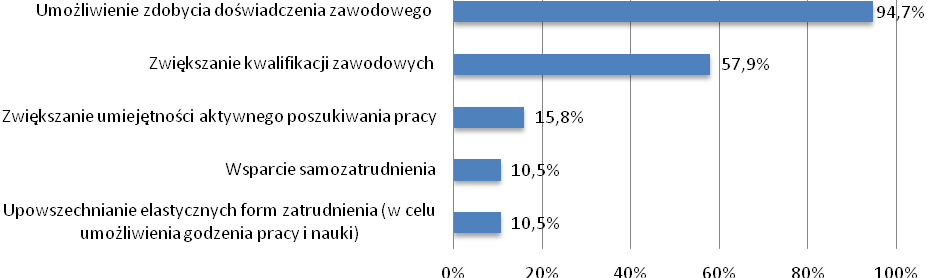 Umożliwienie zdobycia doświadczenia zawodowego 94,7%
Zwiększanie kwalifikacji zawodowych 57,9%
Zwiększanie umiejętności aktywnego poszukiwania pracy 15,8%
Wsparcie samozatrudnienia 10,5%
Upowszechnianie elastycznych form zatrudnienia (w celu
umożliwienia godzenia pracy i nauki) 10,5%
0% 20% 40% 60% 80% 100%